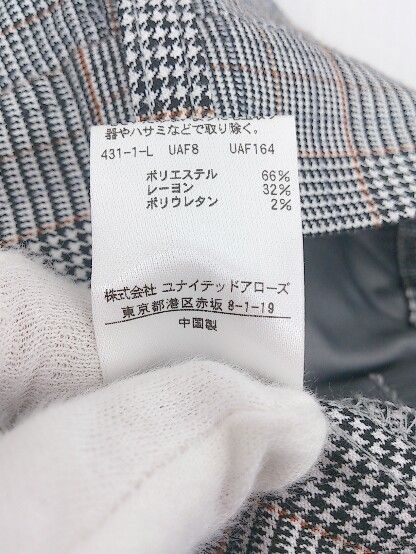 器やハサミなどで取り除く。
431-1-L UAF8 UAF164
ポリエステル 66%
レーヨン 32%
ポリウレタン 2%
株式会社 ユナイテッドアローズ
東京都港区赤坂 8-1-19
中国製